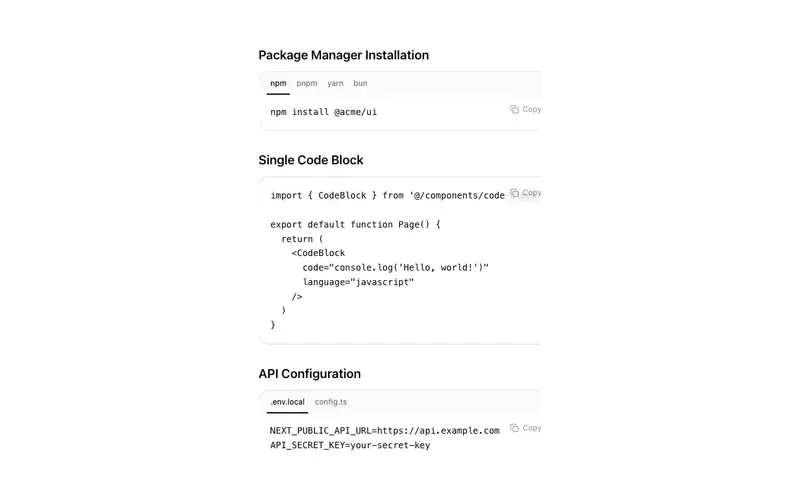 Package Manager Installation
npm pnpm yarn bun
npm install @acme/ui
Copy
Single Code Block
import { CodeBlock } from '@/components/code
Copy
export default function Page() {
return (
<CodeBlock
code="console.log('Hello, world!')"
language="javascript"
/>
)
}
API Configuration
.env.local config.ts
NEXT_PUBLIC_API_URL=https://api.example.com
Copy
API_SECRET_KEY=your-secret-key